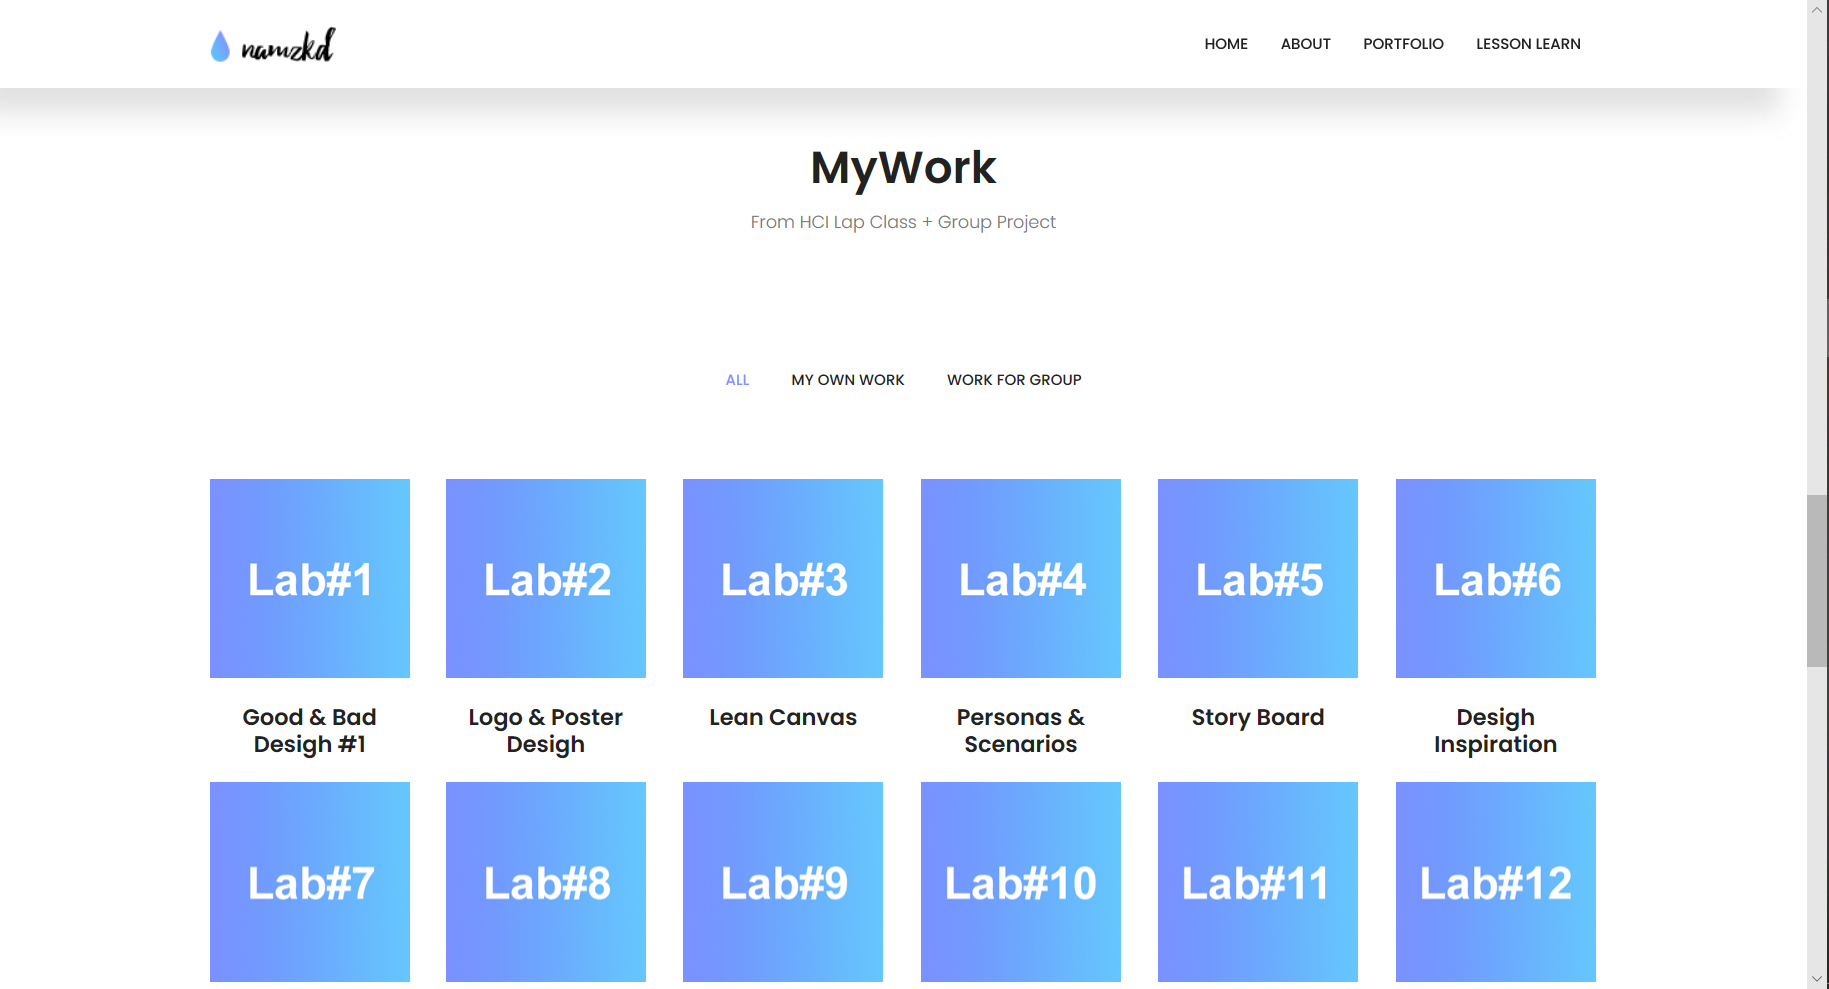 namzkd
HOME ABOUT PORTFOLIO LESSON LEARN
MyWork
From HCI Lap Class + Group Project
ALL MY OWN WORK WORK FOR GROUP
Lab#1 Lab#2 Lab#3 Lab#4 Lab#5 Lab#6
Good & Bad
Desigh #1
Logo & Poster
Desigh
Lean Canvas
Personas &
Scenarios
Story Board
Desigh
Inspiration
Lab#7 Lab#8 Lab#9 Lab#10 Lab#11 Lab#12